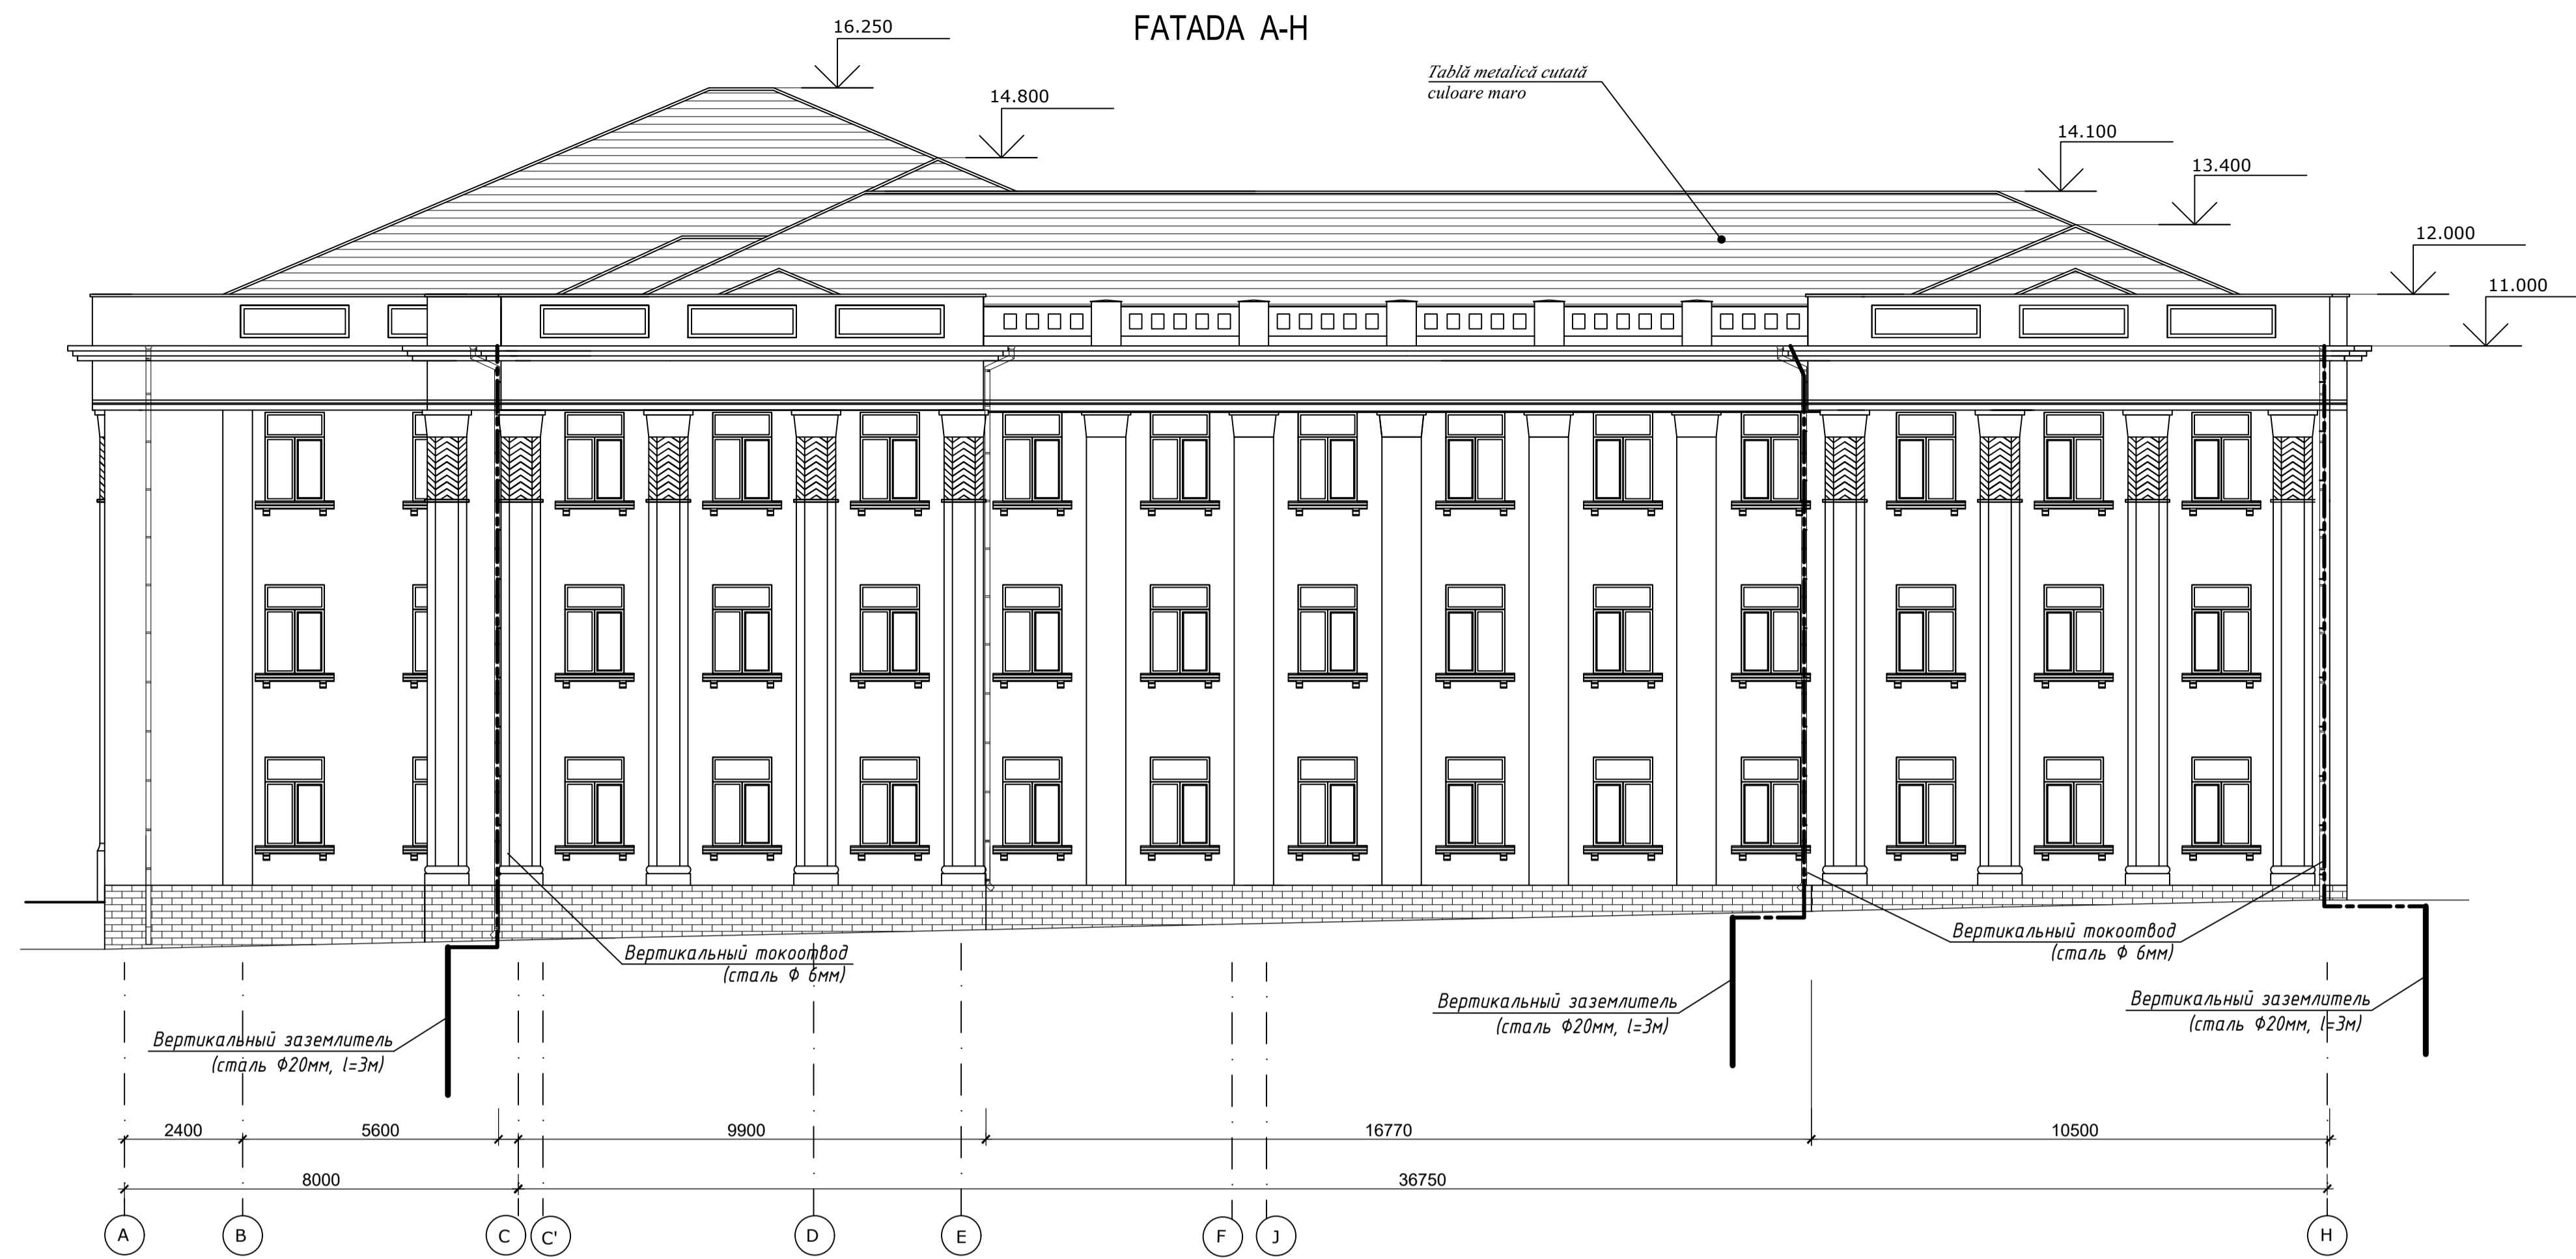 FATADA A-H
16.250
14.800
Tablă metalică cutată
culoare maro
14.100
13.400
12.000
11.000
Вертикальный токоотвод
(сталь Ф 6мм)
Вертикальный токоотвод
(сталь Ф 6мм)
Вертикальный заземлитель
(сталь Ф20мм, l=3м)
Вертикальный заземлитель
(сталь Ф20мм, l=3м)
Вертикальный заземлитель
(сталь Ф20мм, l=3м)
2400 5600 9900 16770 10500
8000 36750
A B C C' D E F J H